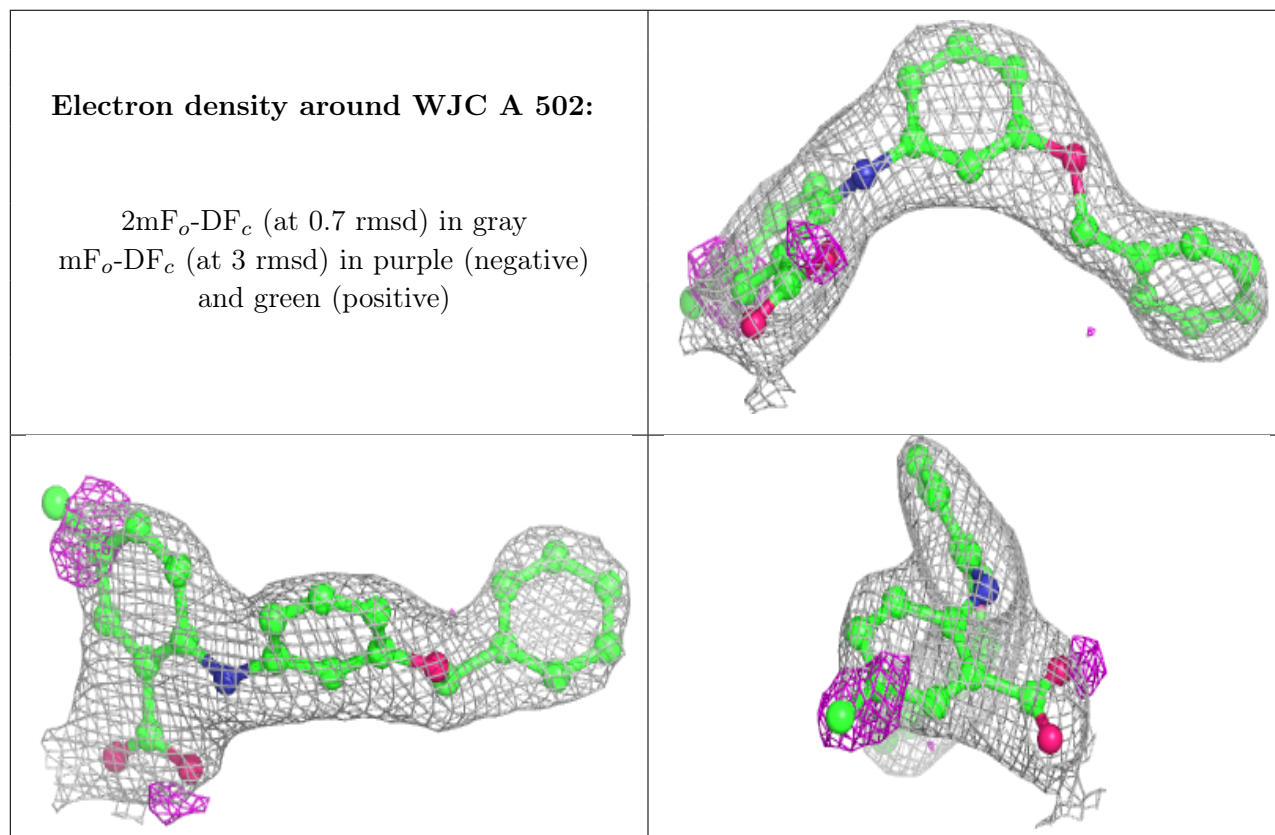 Electron density around WJC A 502:
2mFo-DFc (at 0.7 rmsd) in gray
mFo-DFc (at 3 rmsd) in purple (negative)
and green (positive)